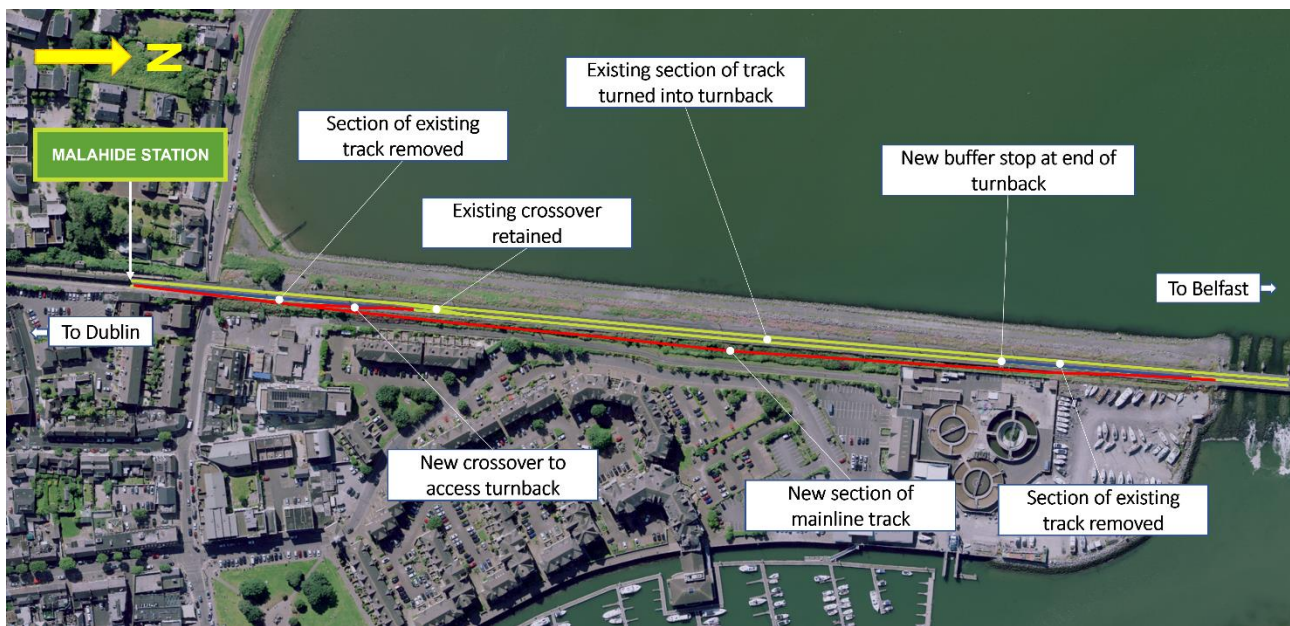 N
MALAHIDE STATION
Section of existing
track removed
Existing section of track
turned into turnback
Existing crossover
retained
New buffer stop at end of
turnback
To Belfast
To Dublin
New crossover to
access turnback
New section of
mainline track
Section of existing
track removed